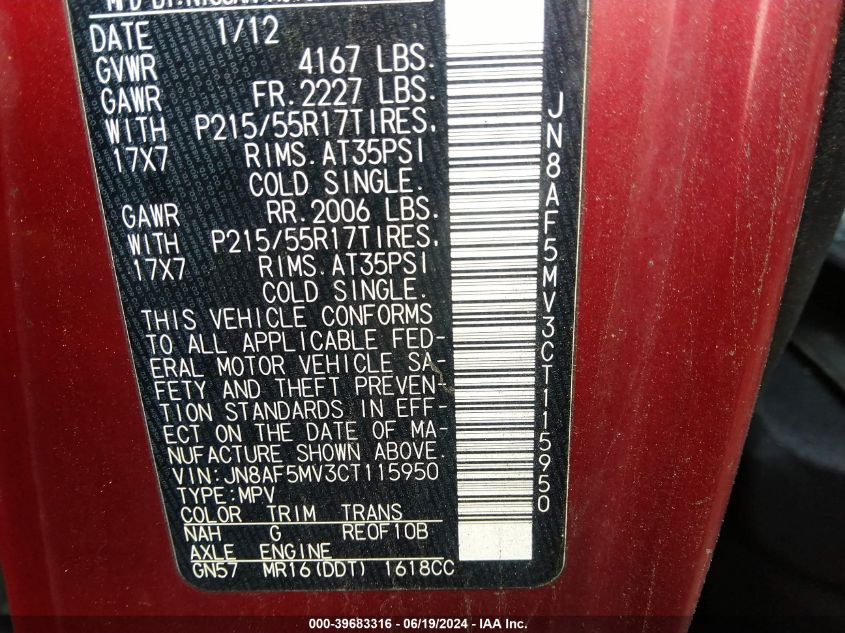 MFD BY: NISSAN
DATE 1/12
GVWR 4167 LBS.
GAWR FR. 2227 LBS.
WITH P215/55R17TIRES,
17X7 RIMS. AT35PSI
COLD SINGLE.
GAWR RR. 2006 LBS.
WITH P215/55R17TIRES,
17X7 RIMS. AT35PSI
COLD SINGLE.
THIS VEHICLE CONFORMS
TO ALL APPLICABLE FED-
ERAL MOTOR VEHICLE SA-
FETY AND THEFT PREVEN-
TION STANDARDS IN EFF-
ECT ON THE DATE OF MA-
NUFACTURE SHOWN ABOVE.
VIN:JN8AF5MV3CT115950
TYPE:MPV
COLOR TRIM TRANS
NAH G RE0F10B
AXLE ENGINE
GN57 MR16(DDT) 1618CC
JN8AF5MV3CT115950
000-39683316 - 06/19/2024 - IAA Inc.